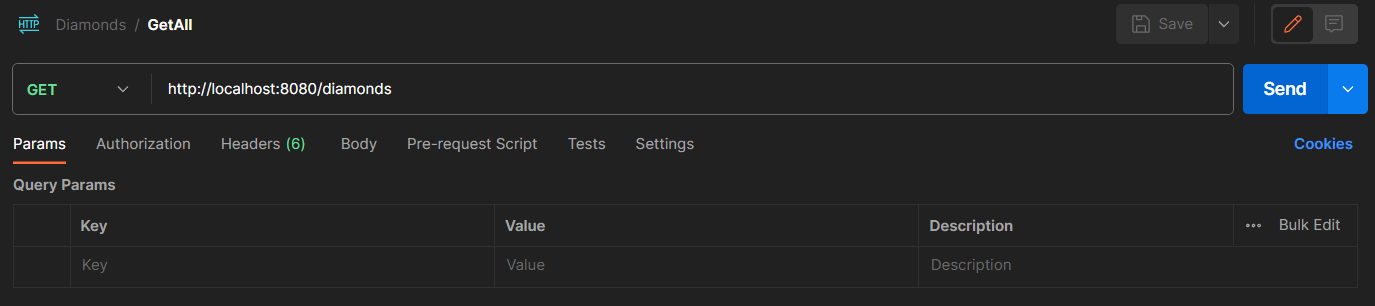 HTTP Diamonds / GetAll Save
GET http://localhost:8080/diamonds Send
Params Authorization Headers (6) Body Pre-request Script Tests Settings Cookies
Query Params
Key Value Description Bulk Edit
Key Value Description